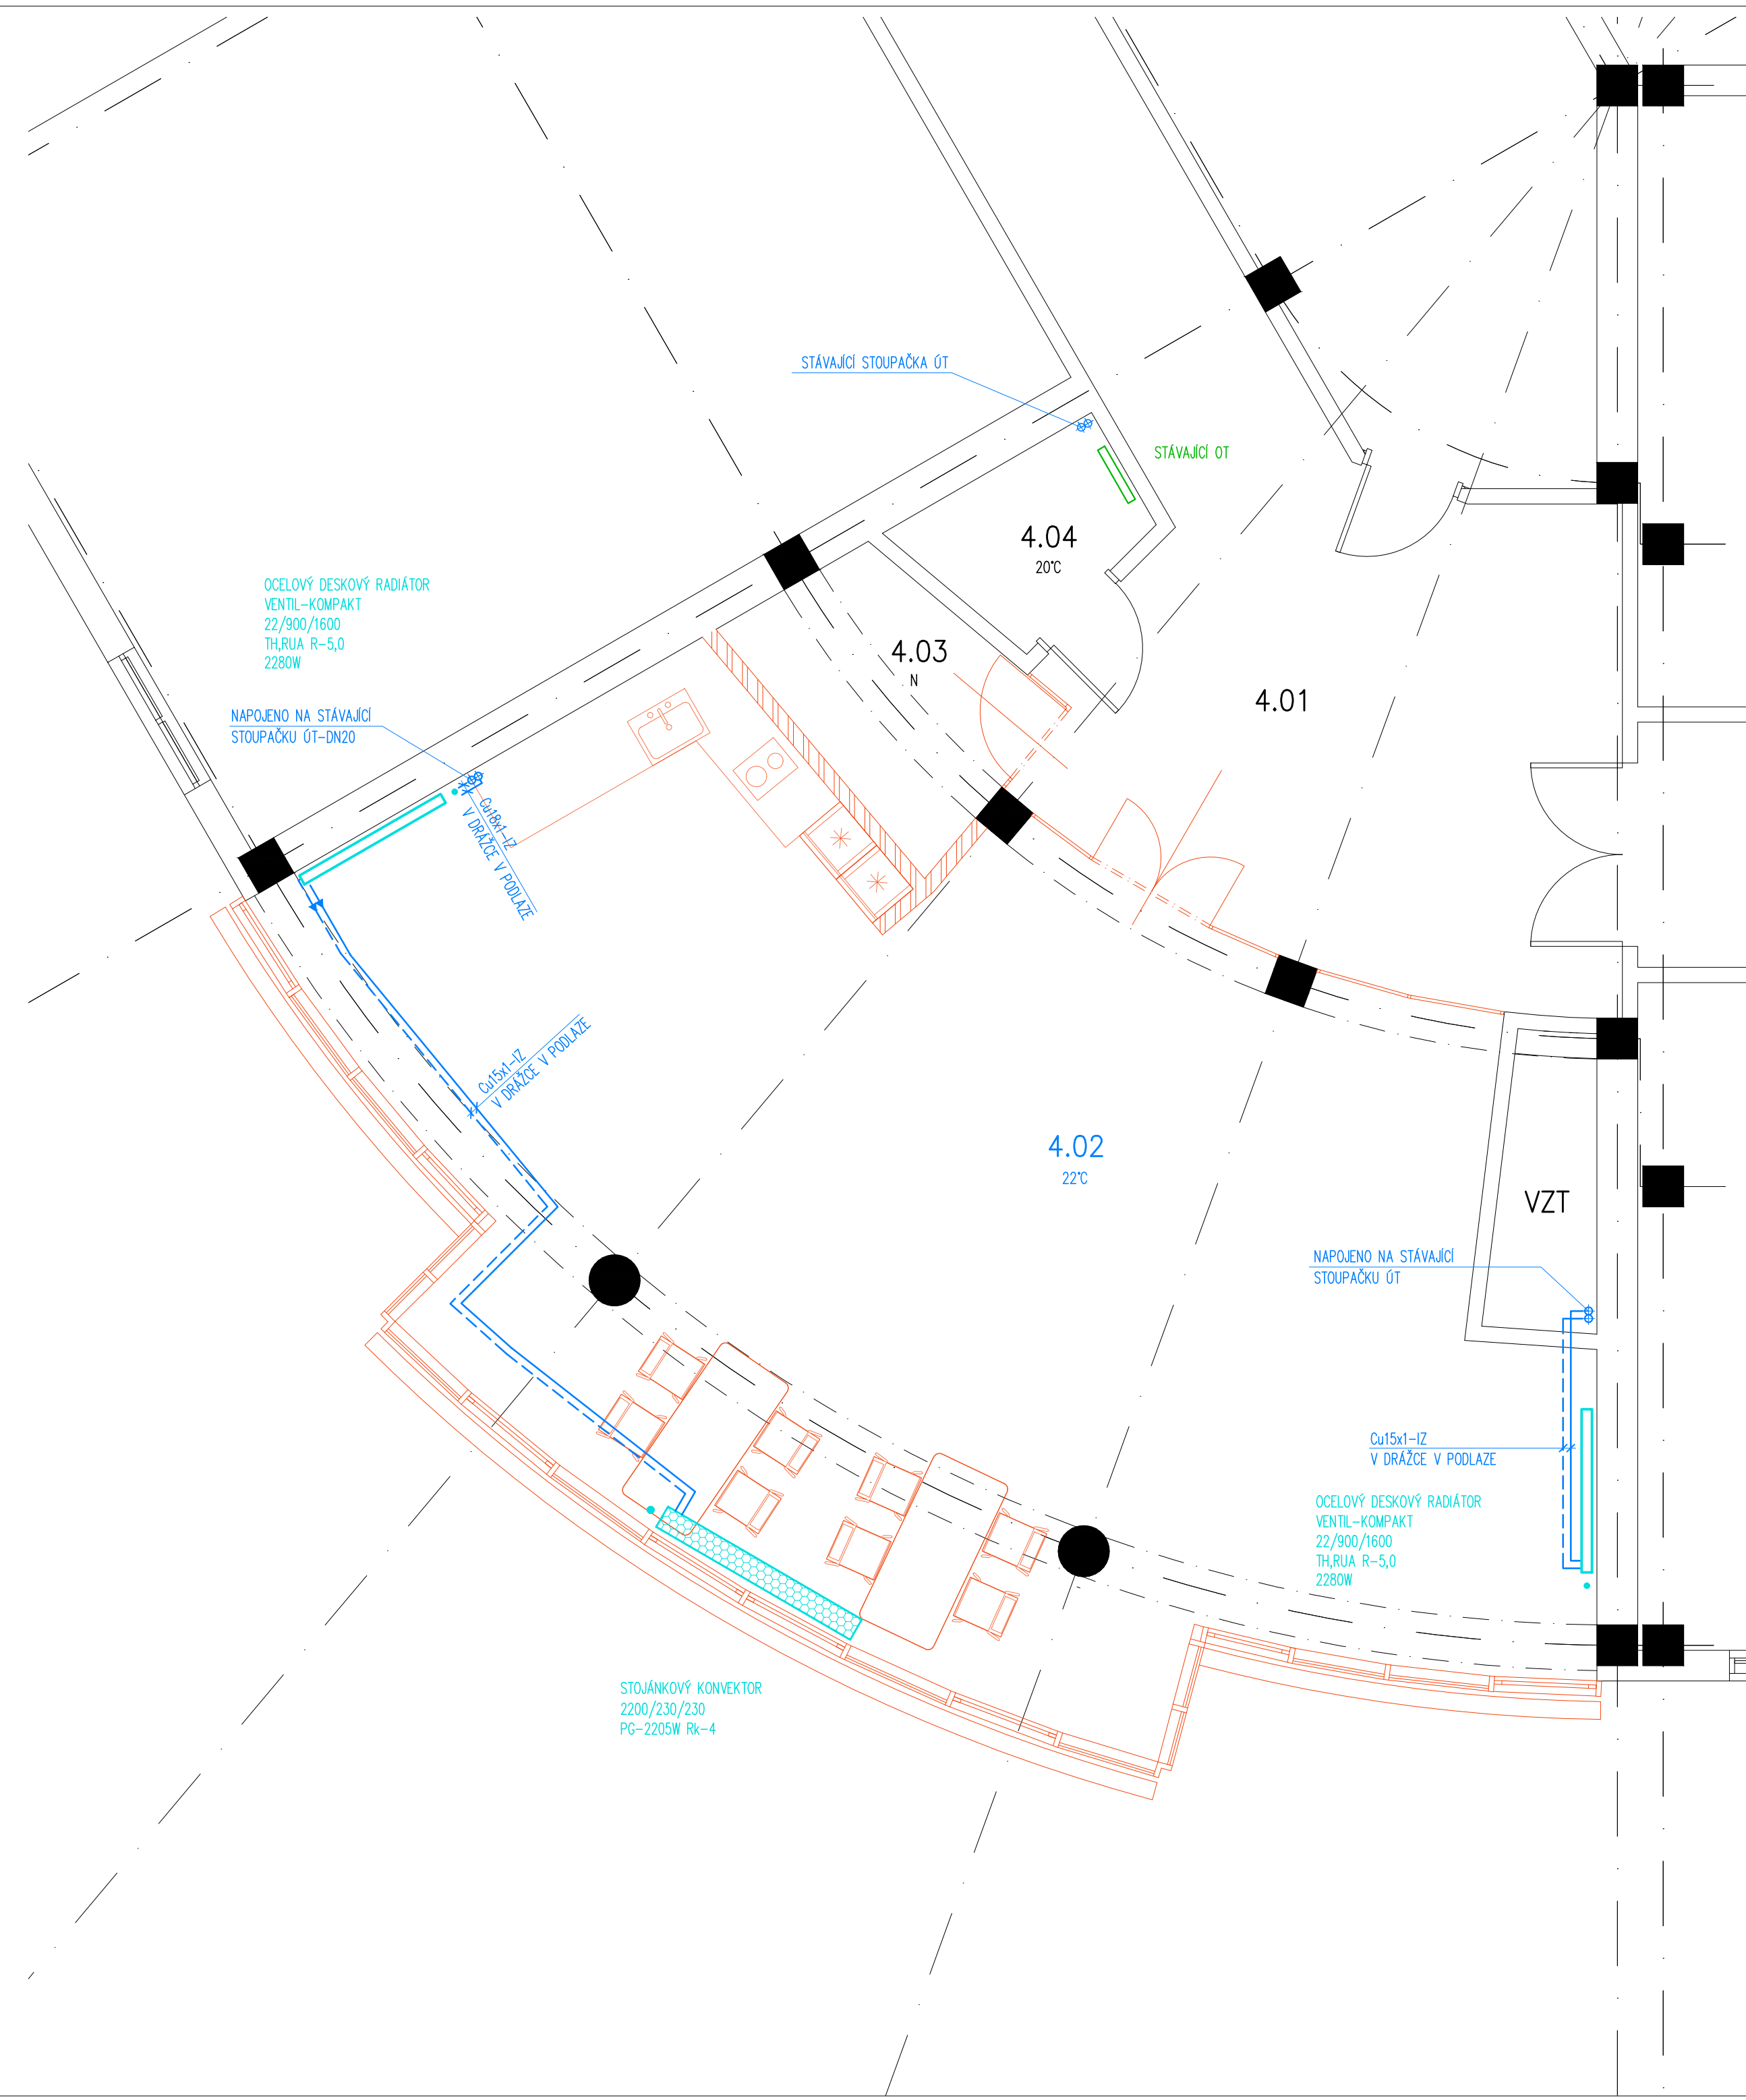 STÁVAJÍCÍ STOUPAČKA ÚT
STÁVAJÍCÍ OT
4.04
20°C
OCELOVÝ DESKOVÝ RADIÁTOR
VENTIL-KOMPAKT
22/900/1600
TH,RUA R-5,0
2280W
4.03
N
4.01
NAPOJENO NA STÁVAJÍCÍ
STOUPAČKU ÚT-DN20
Cu18x1-IZ
V DRÁŽCE V PODLAZE
Cu15x1-IZ
V DRÁŽCE V PODLAZE
4.02
22°C
VZT
NAPOJENO NA STÁVAJÍCÍ
STOUPAČKU ÚT
Cu15x1-IZ
V DRÁŽCE V PODLAZE
OCELOVÝ DESKOVÝ RADIÁTOR
VENTIL-KOMPAKT
22/900/1600
TH,RUA R-5,0
2280W
STOJÁNKOVÝ KONVEKTOR
2200/230/230
PG-2205W Rk-4